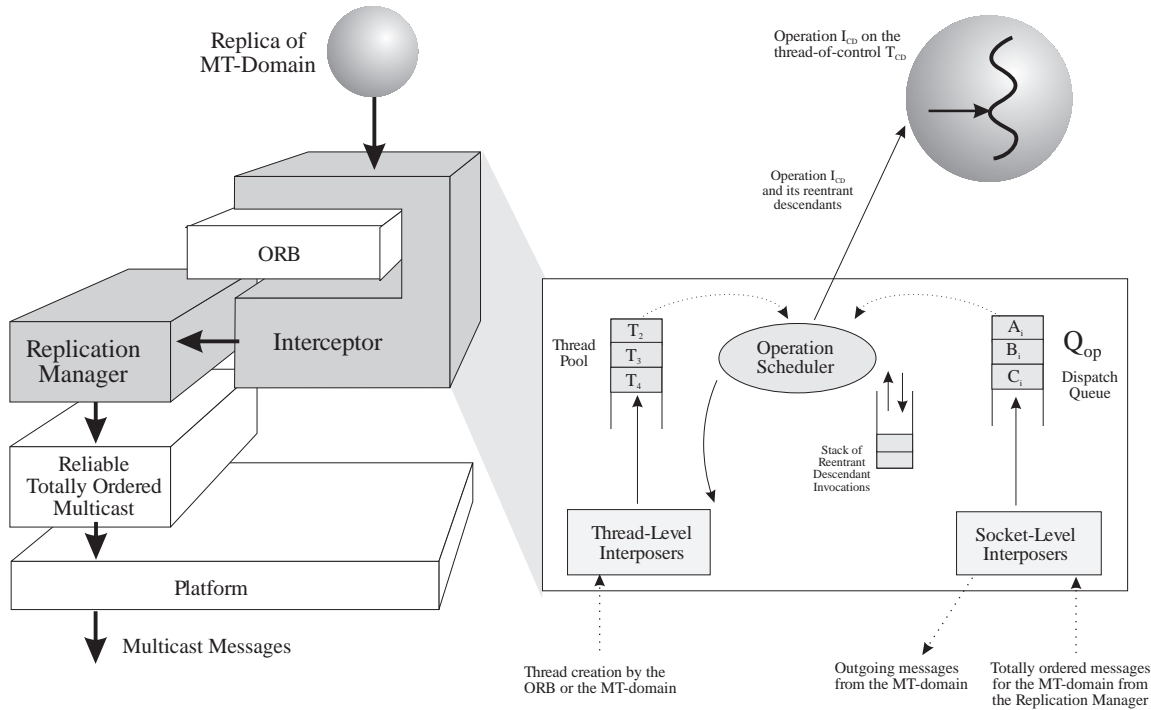 Replica of
MT-Domain
ORB
Interceptor
Replication
Manager
Reliable
Totally Ordered
Multicast
Platform
Multicast Messages
Operation I_CD on the
thread-of-control T_CD
Operation I_CD
and its reentrant
descendants
Thread
Pool
T_2
T_3
T_4
Operation
Scheduler
A_i
B_i
C_i
Q_op
Dispatch
Queue
Stack of
Reentrant
Descendant
Invocations
Thread-Level
Interposers
Socket-Level
Interposers
Thread creation by the
ORB or the MT-domain
Outgoing messages
from the MT-domain
Totally ordered messages
for the MT-domain from
the Replication Manager